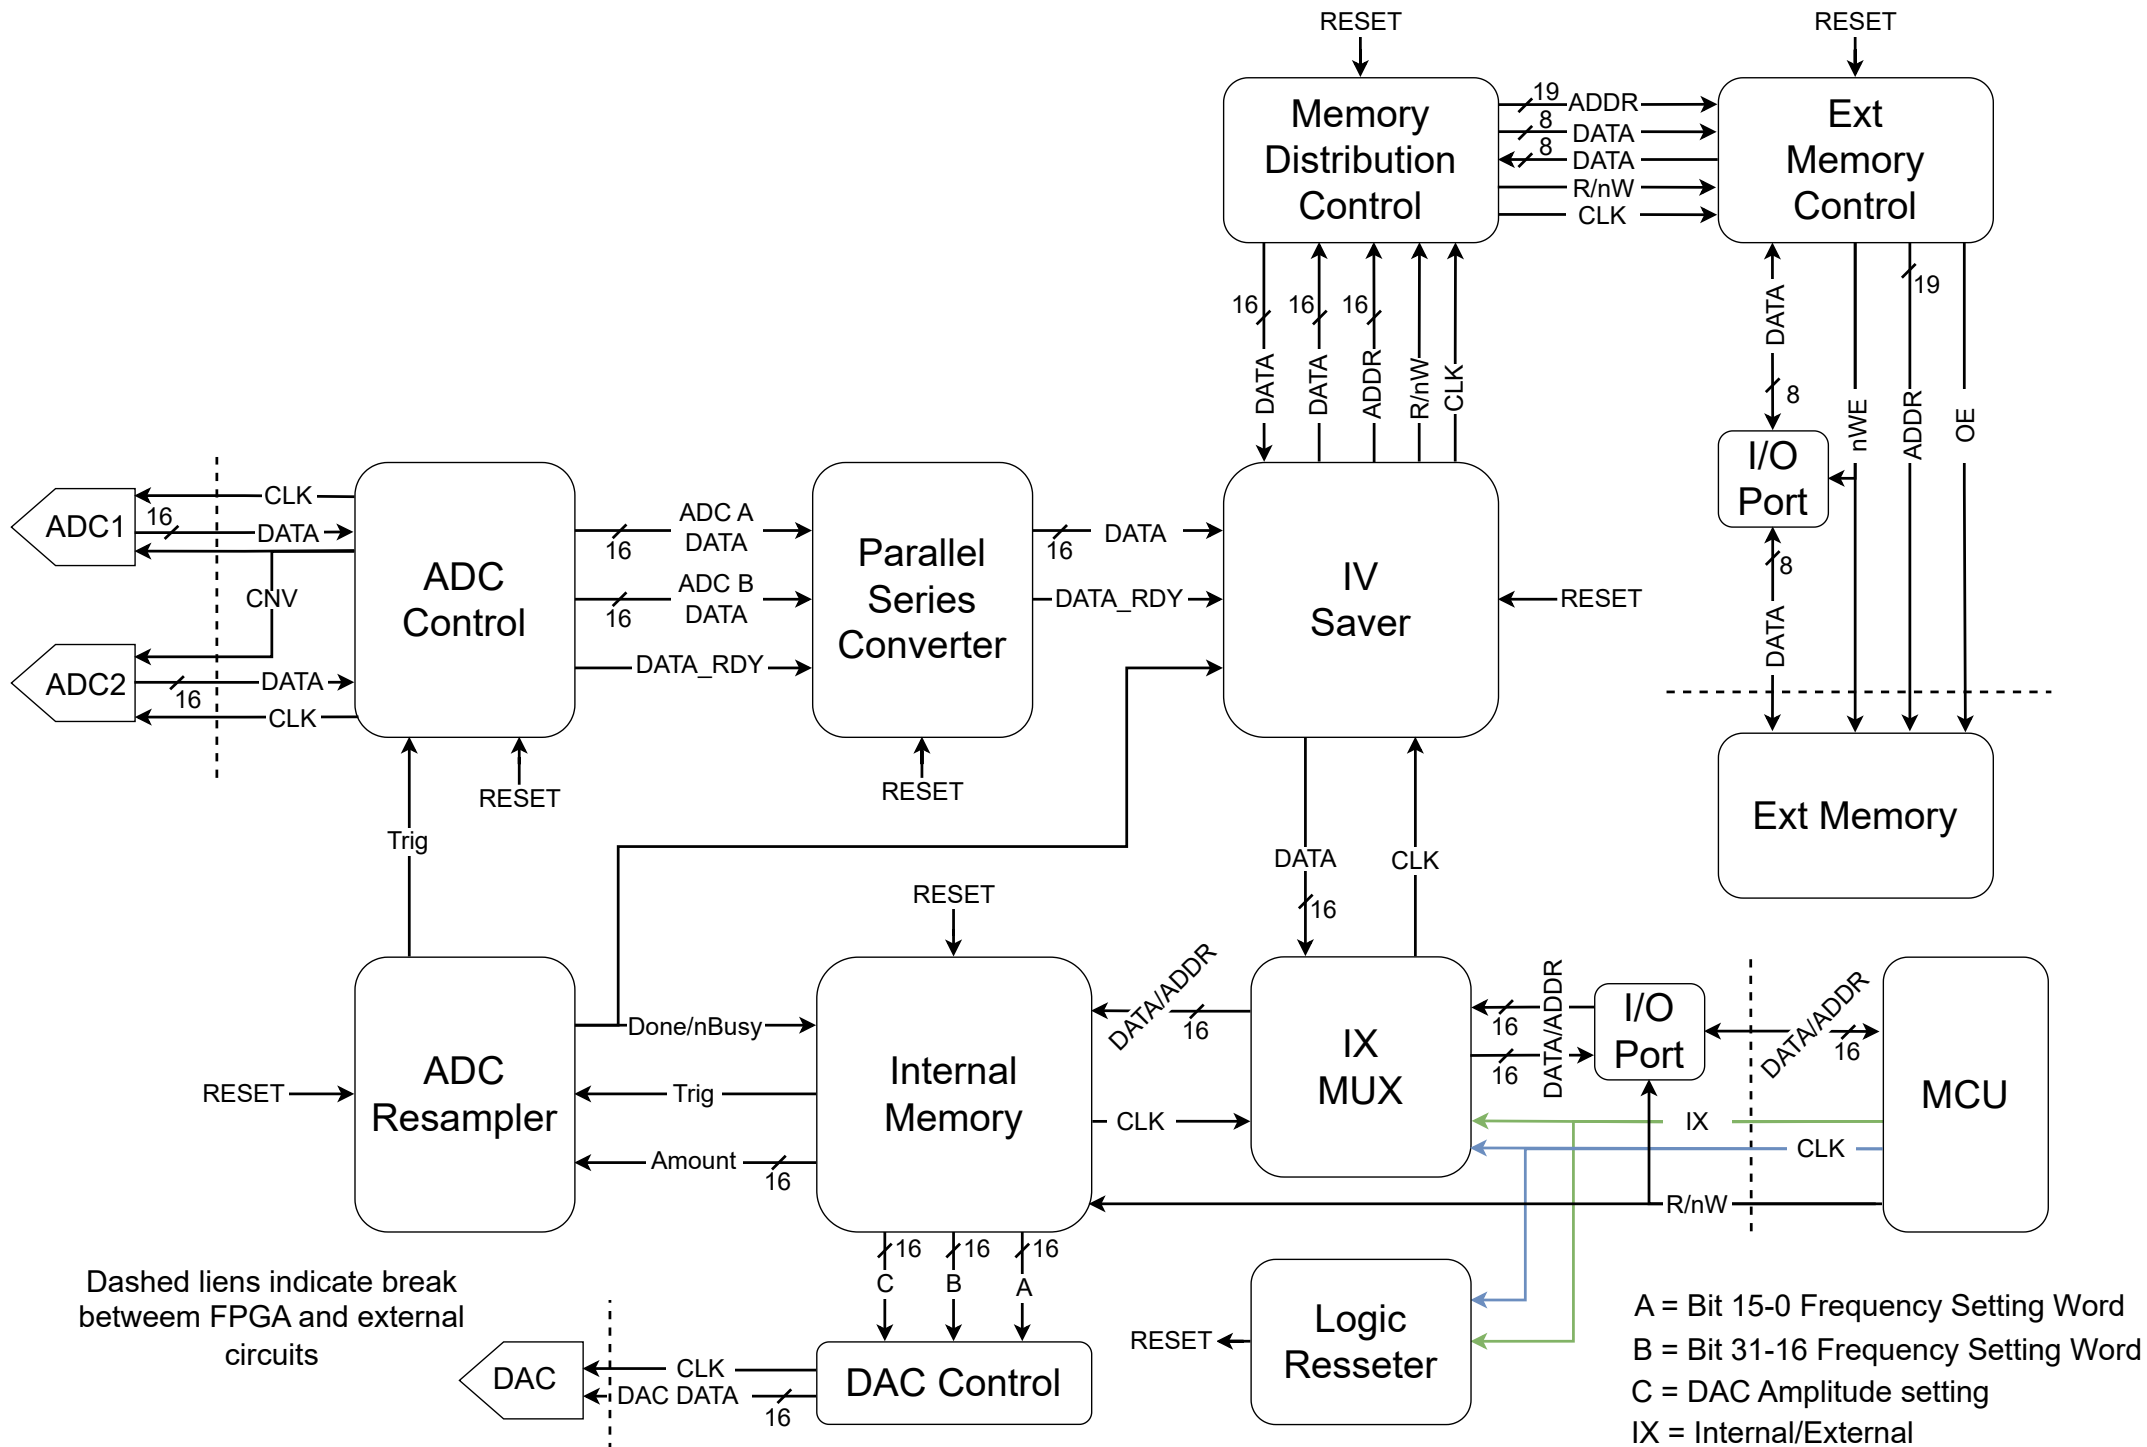 RESET
RESET
Memory
Distribution
Control
19
ADDR
8
DATA
8
DATA
R/nW
CLK
Ext
Memory
Control
16
DATA
16
DATA
16
ADDR
R/nW
CLK
DATA
8
nWE
19
ADDR
OE
I/O
Port
8
DATA
Ext Memory
ADC1
16
CLK
DATA
CNV
ADC2
16
DATA
CLK
ADC
Control
ADC A
DATA
16
ADC B
DATA
16
DATA_RDY
Parallel
Series
Converter
16
DATA
DATA_RDY
IV
Saver
RESET
RESET
RESET
Trig
DATA
16
CLK
RESET
RESET
ADC
Resampler
Done/nBusy
Trig
Amount
16
Internal
Memory
DATA/ADDR
16
CLK
IX
MUX
16
16
DATA/ADDR
I/O
Port
DATA/ADDR
16
MCU
IX
CLK
R/nW
16
C
16
B
16
A
DAC Control
DAC
CLK
DAC DATA
16
RESET
Logic
Resseter
Dashed liens indicate break
betweem FPGA and external
circuits
A = Bit 15-0 Frequency Setting Word
B = Bit 31-16 Frequency Setting Word
C = DAC Amplitude setting
IX = Internal/External